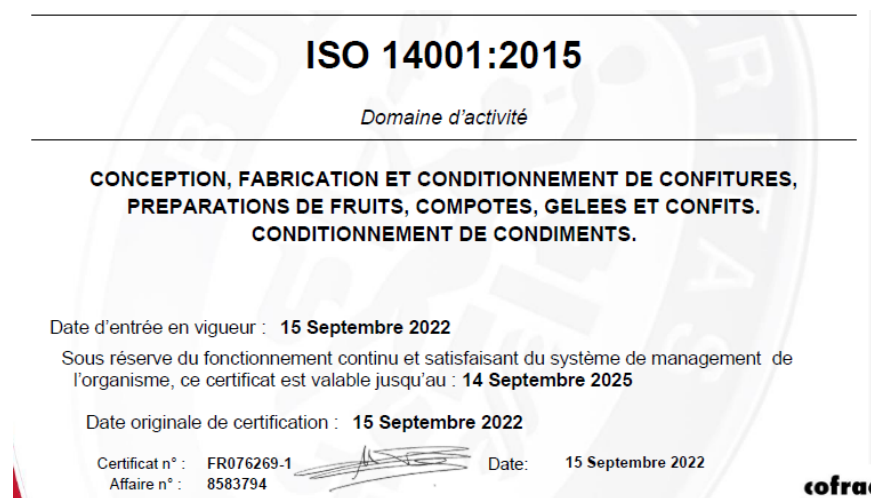 ISO 14001:2015
Domaine d'activité
CONCEPTION, FABRICATION ET CONDITIONNEMENT DE CONFITURES,
PREPARATIONS DE FRUITS, COMPOTES, GELEES ET CONFITS.
CONDITIONNEMENT DE CONDIMENTS.
Date d'entrée en vigueur : 15 Septembre 2022
Sous réserve du fonctionnement continu et satisfaisant du système de management de
l'organisme, ce certificat est valable jusqu'au : 14 Septembre 2025
Date originale de certification : 15 Septembre 2022
Certificat n° : FR076269-1 Date: 15 Septembre 2022
Affaire n° : 8583794